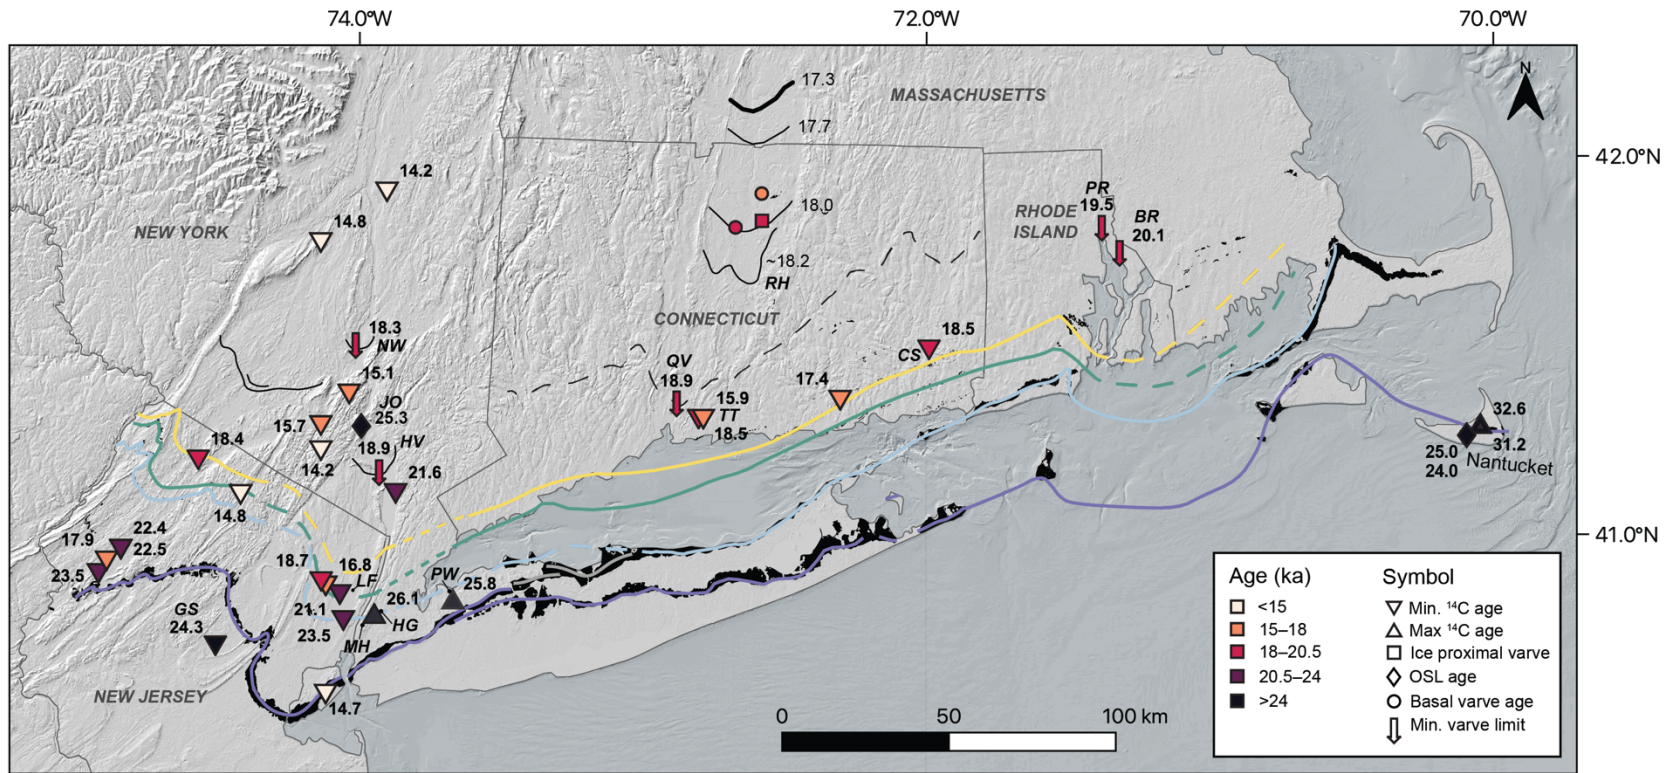 74.0°W
72.0°W
70.0°W
17.3
MASSACHUSETTS
N
17.7
42.0°N
14.2
14.8
NEW YORK
18.0
RHODE
ISLAND
PR
19.5
BR
20.1
~18.2
RH
CONNECTICUT
18.3
NW
15.1
18.5
CS
QV
18.9
17.4
15.9
TT
18.5
JO
25.3
15.7
HV
18.9
14.2
21.6
18.4
14.8
32.6
31.2
25.0
24.0
Nantucket
17.9
22.4
22.5
23.5
41.0°N
18.7
16.8
LF
PW
25.8
26.1
HG
21.1
23.5
MH
GS
24.3
NEW JERSEY
14.7
0
50
100 km
Age (ka)
<15
15–18
18–20.5
20.5–24
>24
Symbol
Min. ¹⁴C age
Max ¹⁴C age
Ice proximal varve
OSL age
Basal varve age
Min. varve limit